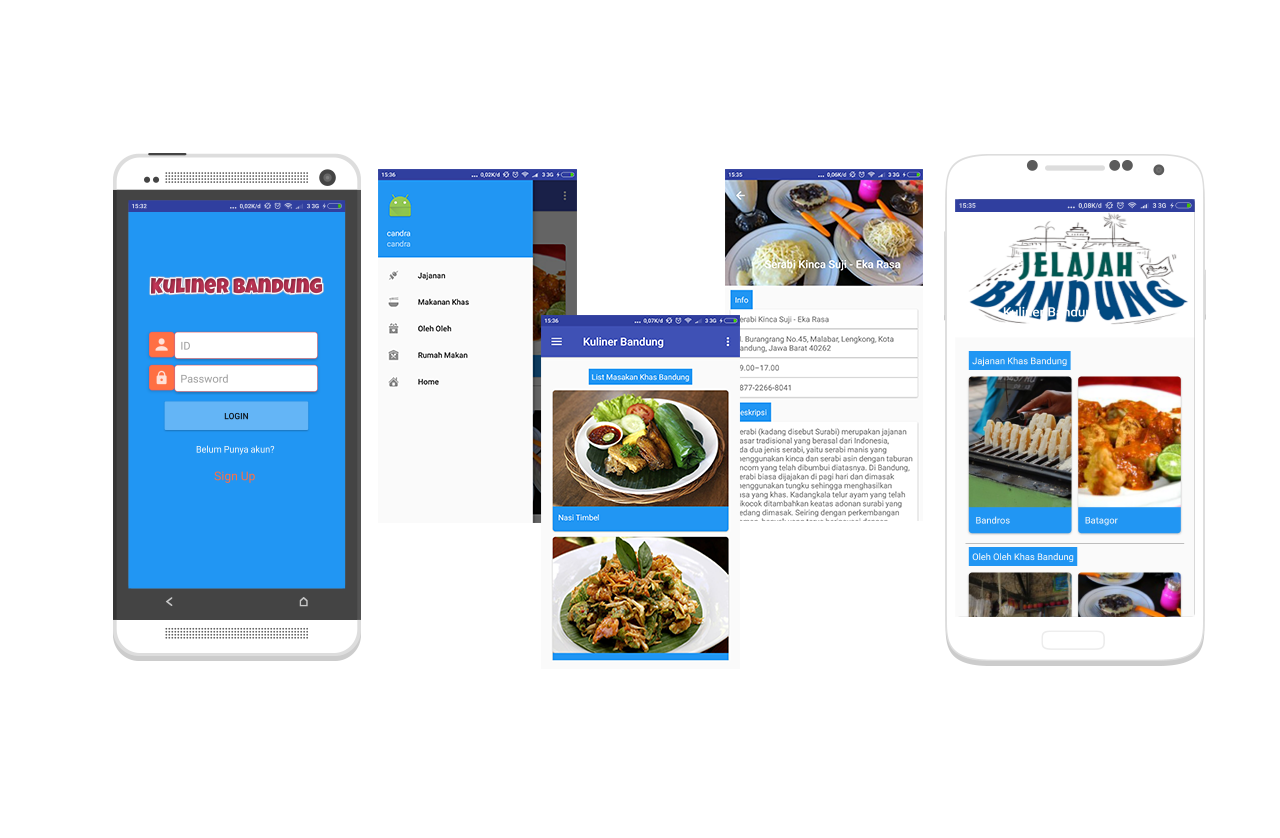 15:32
... 0,02K/d 3 3G
KULINER BANDUNG
ID
Password
LOGIN
Belum Punya akun?
Sign Up
15:36
... 0,02K/d 3 3G
candra
candra
Jajanan
Makanan Khas
Oleh Oleh
Rumah Makan
Home
15:36
... 0,07K/d 3 3G
Kuliner Bandung
List Masakan Khas Bandung
Nasi Timbel
15:35
... 0,06K/d 3 3G
Serabi Kinca Suji - Eka Rasa
Info
erabi Kinca Suji - Eka Rasa
l. Burangrang No.45, Malabar, Lengkong, Kota
andung, Jawa Barat 40262
9.00–17.00
877-2266-8041
eskripsi
erabi (kadang disebut Surabi) merupakan jajanan
asar tradisional yang berasal dari Indonesia,
da dua jenis serabi, yaitu serabi manis yang
enggunakan kinca dan serabi asin dengan taburan
ncom yang telah dibumbui diatasnya. Di Bandung,
erabi biasa dijajakan di pagi hari dan dimasak
enggunakan tungku sehingga menghasilkan
sa yang khas. Kadangkala telur ayam yang telah
ikocok ditambahkan keatas adonan surabi yang
edang dimasak. Seiring dengan perkembangan
15:35
... 0,08K/d 3 3G
JELAJAH
BANDUNG
Kuliner Bandu
Jajanan Khas Bandung
Bandros
Batagor
Oleh Oleh Khas Bandung